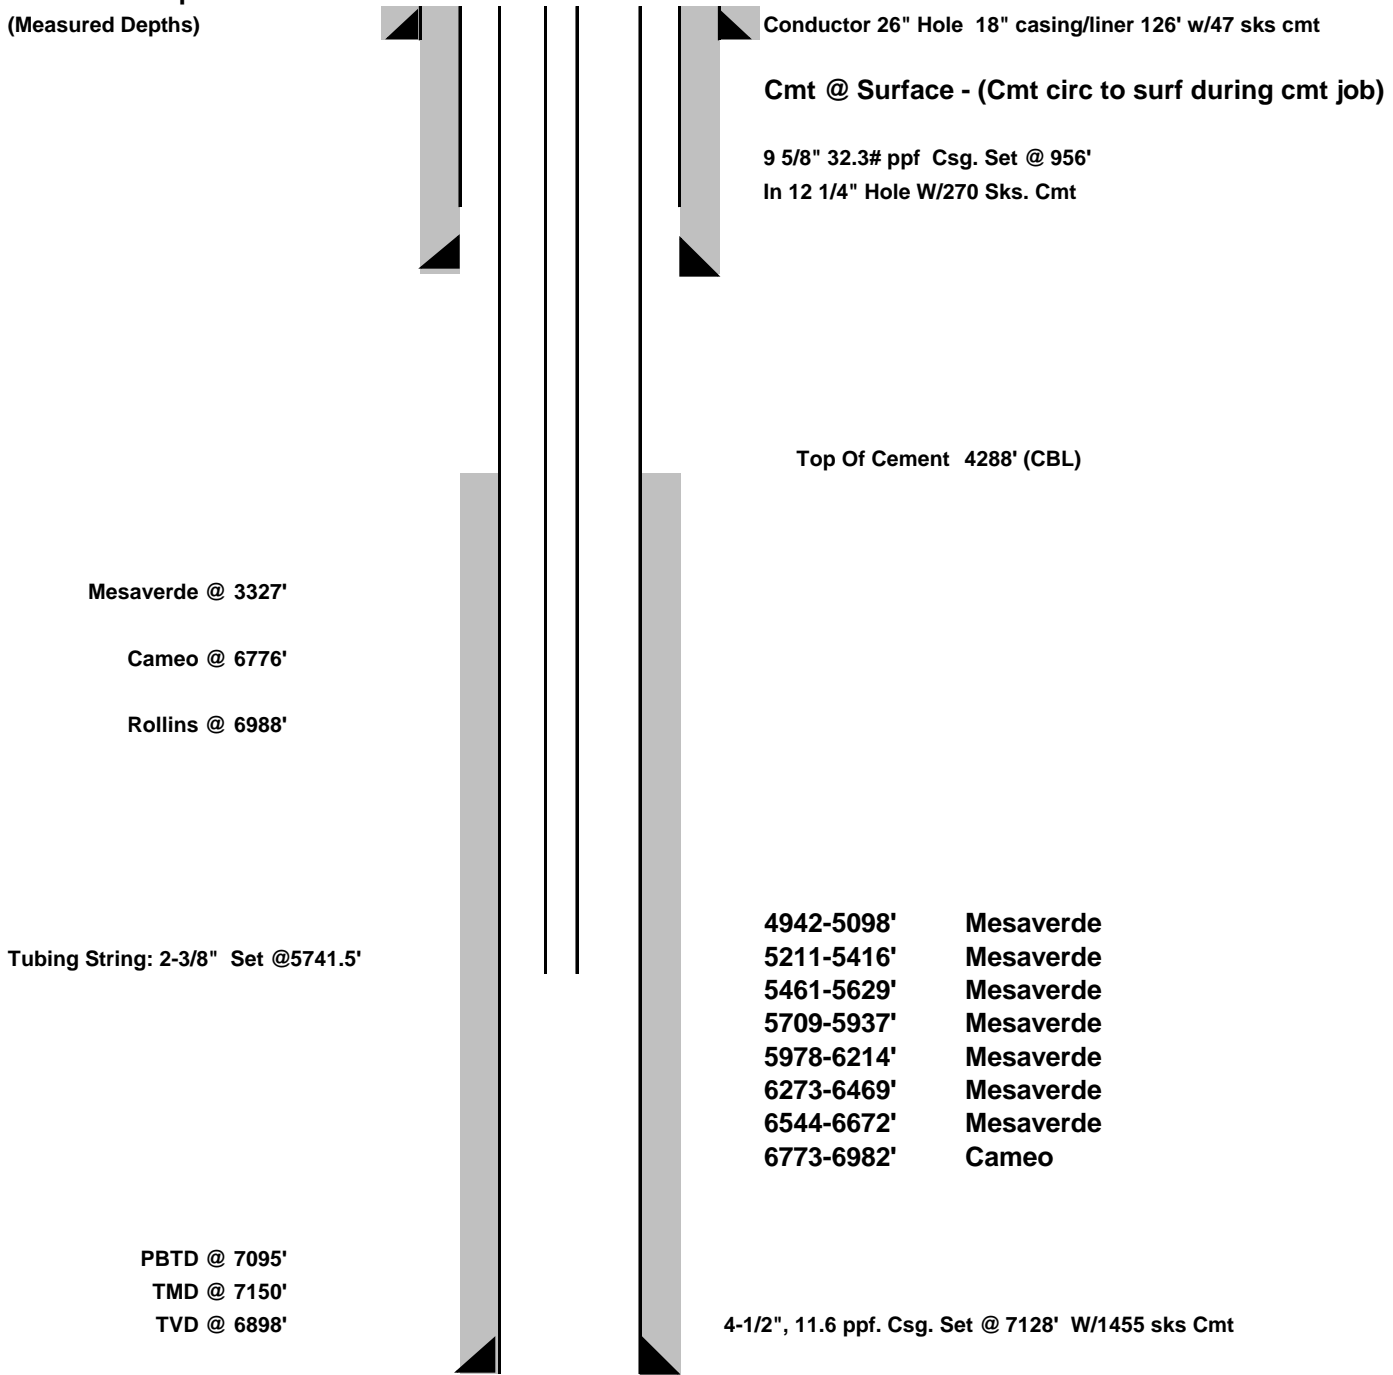 (Measured Depths)
Conductor 26" Hole 18" casing/liner 126' w/47 sks cmt
Cmt @ Surface - (Cmt circ to surf during cmt job)
9 5/8" 32.3# ppf Csg. Set @ 956'
In 12 1/4" Hole W/270 Sks. Cmt
Top Of Cement 4288' (CBL)
Mesaverde @ 3327'
Cameo @ 6776'
Rollins @ 6988'
4942-5098' Mesaverde
Tubing String: 2-3/8" Set @5741.5'
5211-5416' Mesaverde
5461-5629' Mesaverde
5709-5937' Mesaverde
5978-6214' Mesaverde
6273-6469' Mesaverde
6544-6672' Mesaverde
6773-6982' Cameo
PBTD @ 7095'
TMD @ 7150'
TVD @ 6898'
4-1/2", 11.6 ppf. Csg. Set @ 7128' W/1455 sks Cmt